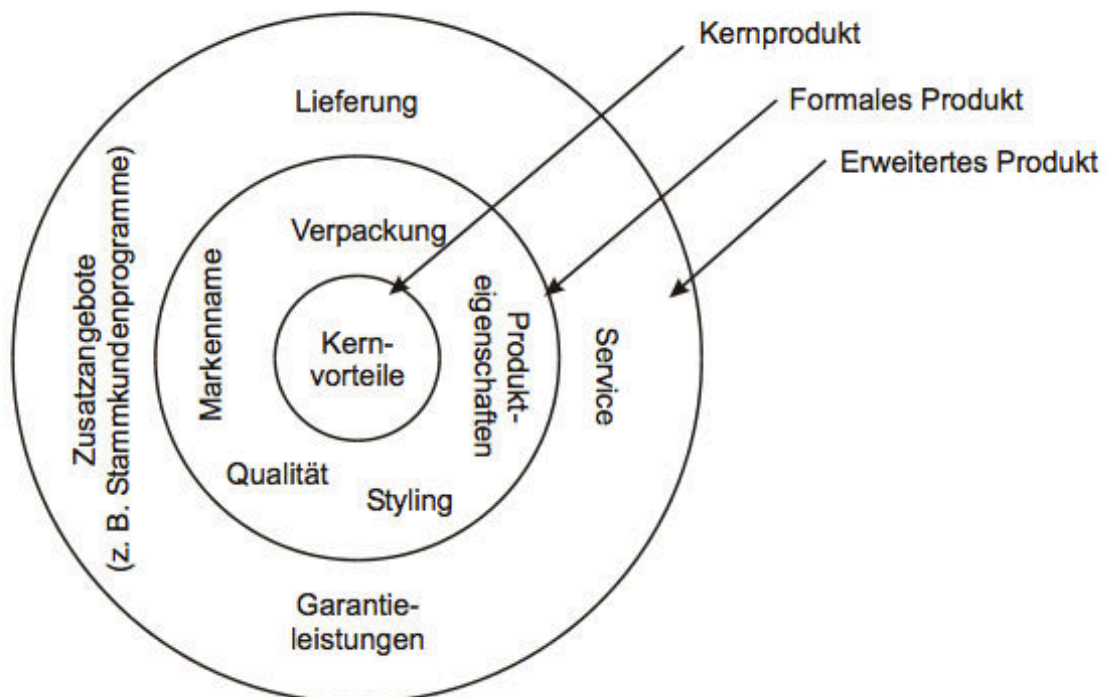 Kernprodukt
Formales Produkt
Erweitertes Produkt
Lieferung
Zusatzangebote
(z. B. Stammkundenprogramme)
Verpackung
Markenname
Kern-
vorteile
Produkt-
eigenschaften
Service
Qualität
Styling
Garantie-
leistungen